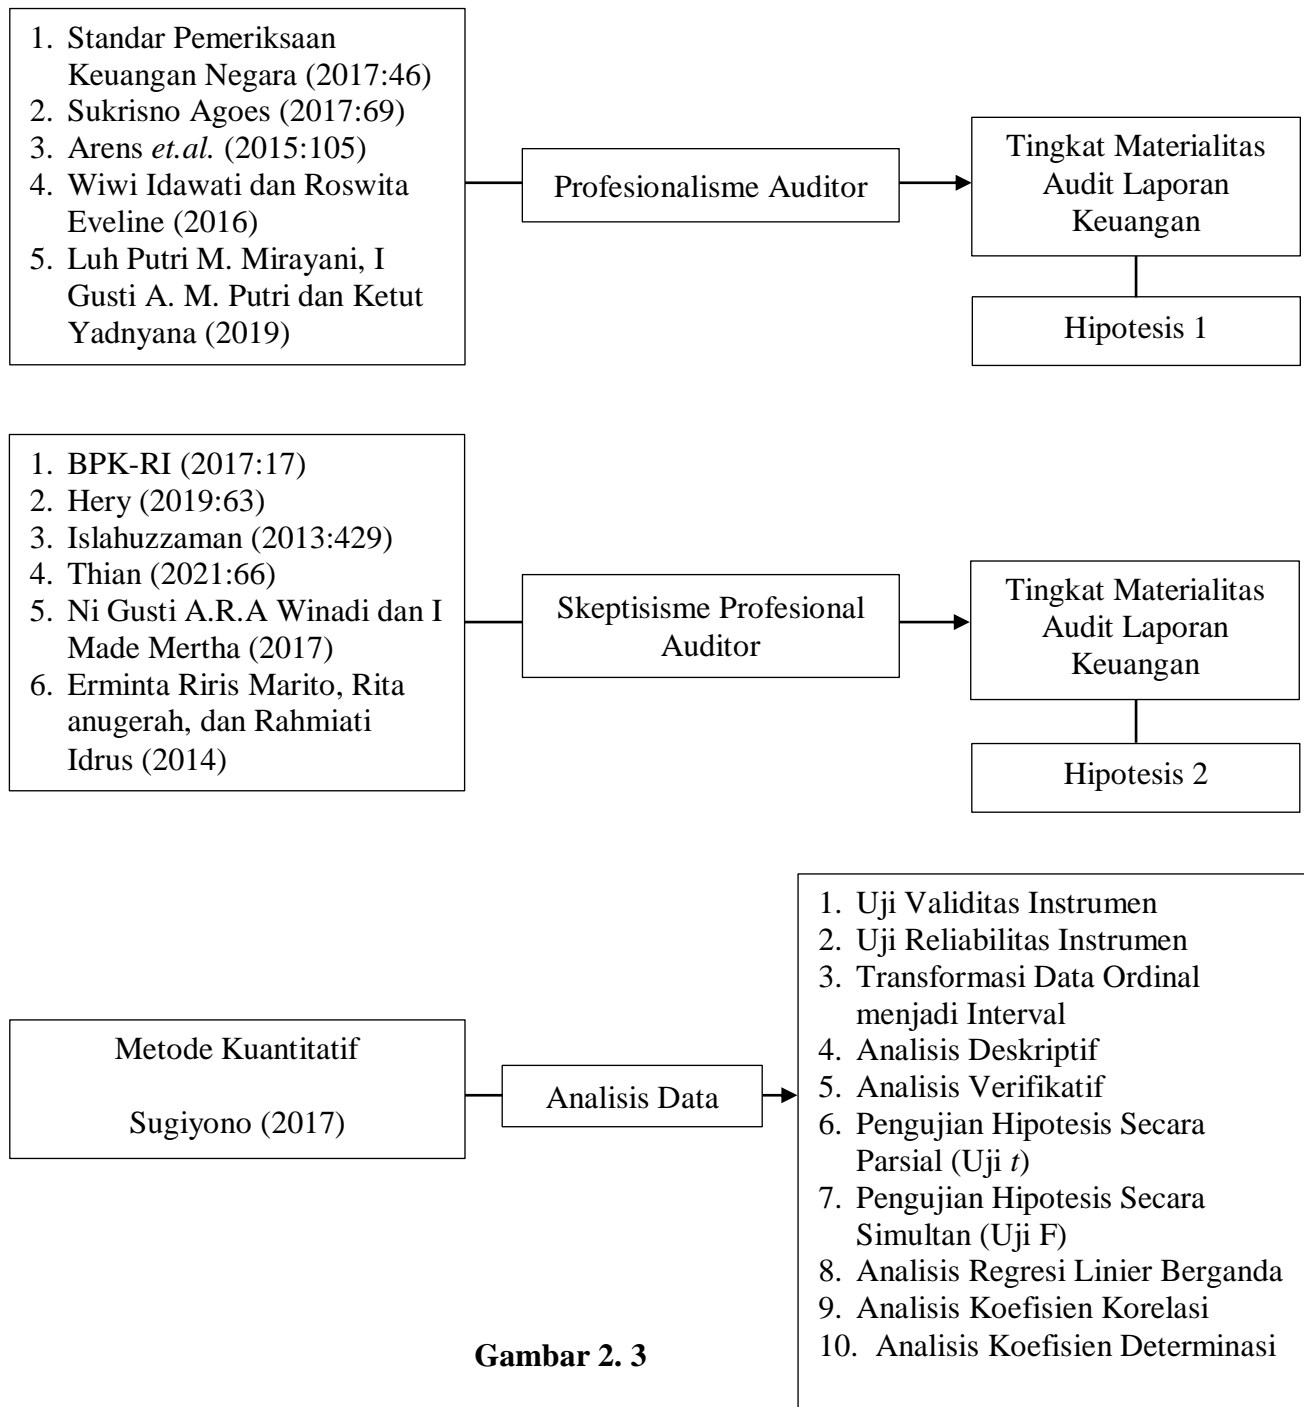 1. Standar Pemeriksaan
Keuangan Negara (2017:46)
2. Sukrisno Agoes (2017:69)
3. Arens et.al. (2015:105)
4. Wiwi Idawati dan Roswita
Eveline (2016)
5. Luh Putri M. Mirayani, I
Gusti A. M. Putri dan Ketut
Yadnyana (2019)
Profesionalisme Auditor
Tingkat Materialitas
Audit Laporan
Keuangan
Hipotesis 1
1. BPK-RI (2017:17)
2. Hery (2019:63)
3. Islahuzzaman (2013:429)
4. Thian (2021:66)
5. Ni Gusti A.R.A Winadi dan I
Made Mertha (2017)
6. Erminta Riris Marito, Rita
anugerah, dan Rahmiati
Idrus (2014)
Skeptisisme Profesional
Auditor
Tingkat Materialitas
Audit Laporan
Keuangan
Hipotesis 2
Metode Kuantitatif
Sugiyono (2017)
Analisis Data
1. Uji Validitas Instrumen
2. Uji Reliabilitas Instrumen
3. Transformasi Data Ordinal
menjadi Interval
4. Analisis Deskriptif
5. Analisis Verifikatif
6. Pengujian Hipotesis Secara
Parsial (Uji t)
7. Pengujian Hipotesis Secara
Simultan (Uji F)
8. Analisis Regresi Linier Berganda
9. Analisis Koefisien Korelasi
10. Analisis Koefisien Determinasi
Gambar 2. 3